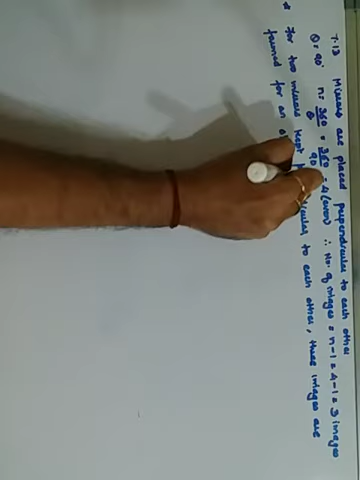 7.13 Mirrors are placed perpendicular to each other
θ = 90° n = 360/θ = 360/90 = 4 (even) ∴ No. of images = n-1 = 4-1 = 3 images
* For two mirrors kept perpendicular to each other, three images are
formed for an o